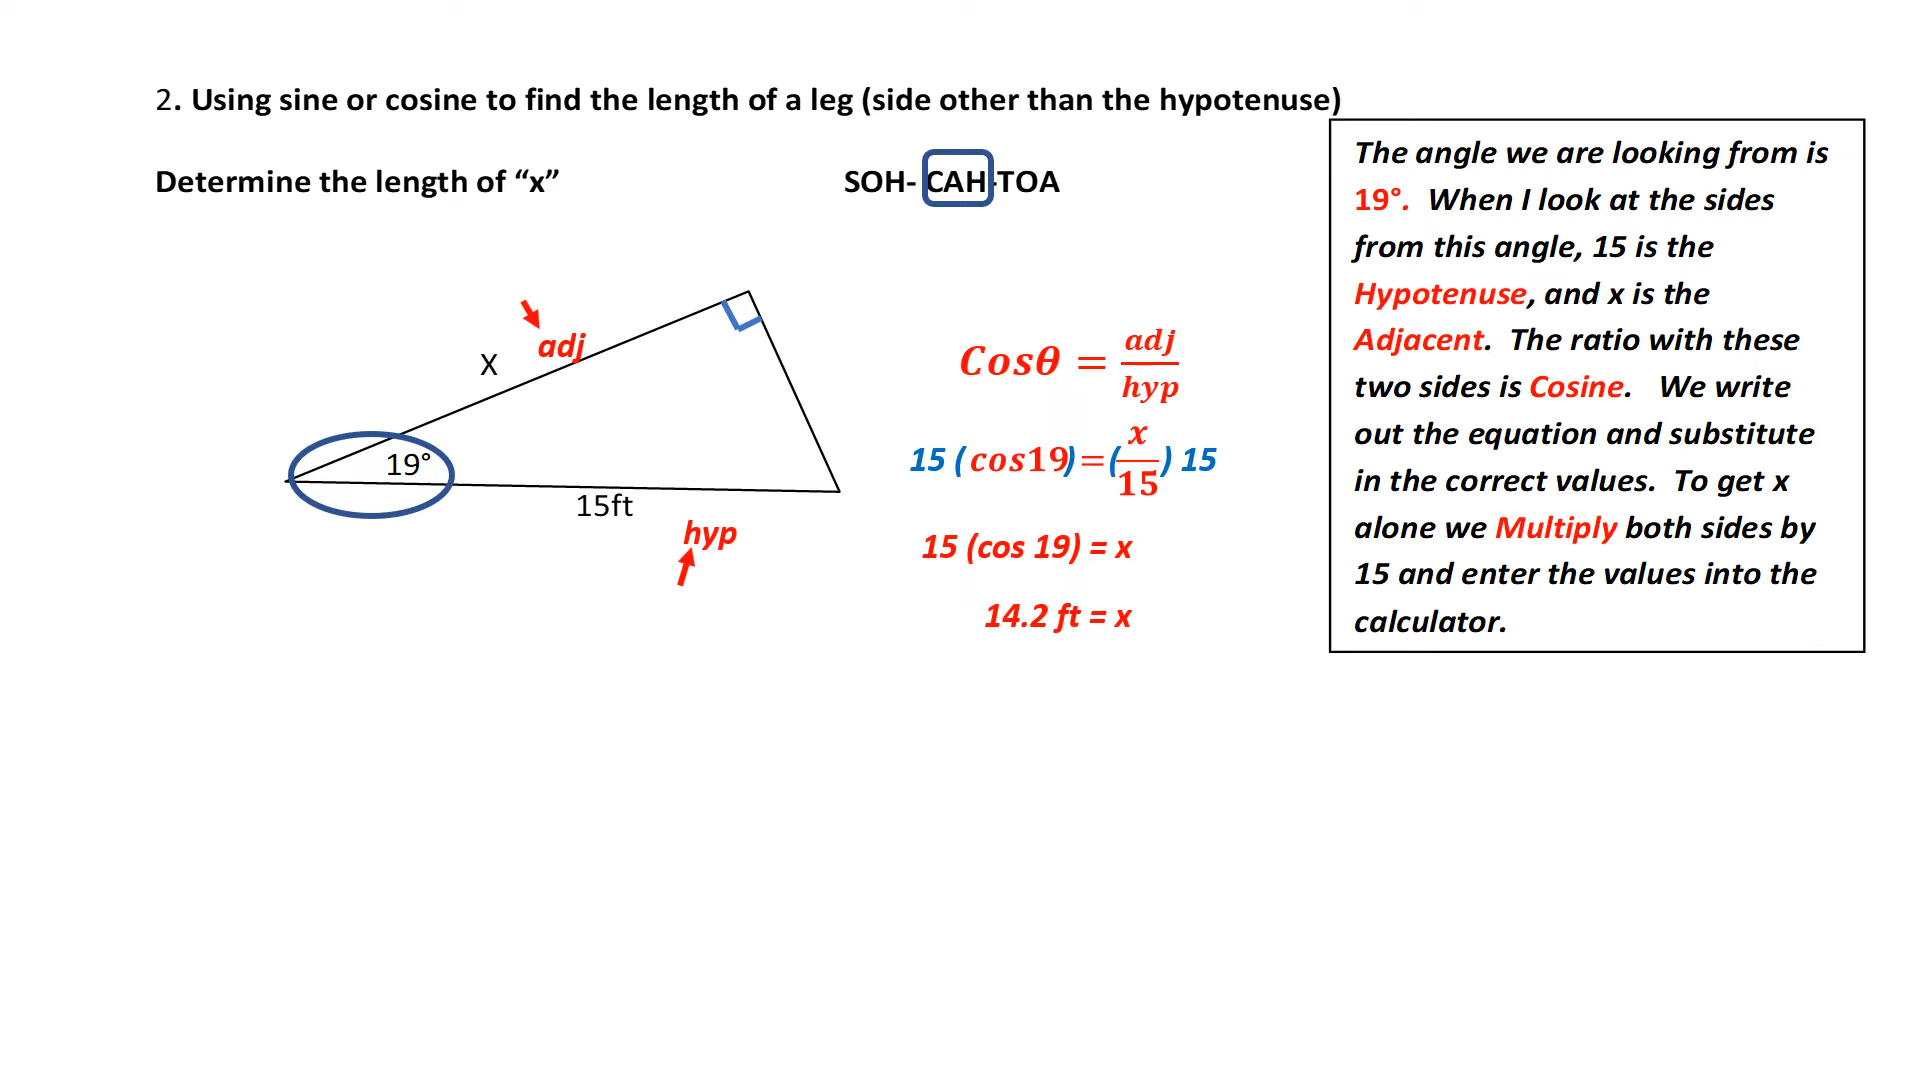 2. Using sine or cosine to find the length of a leg (side other than the hypotenuse)
Determine the length of “x”
SOH- CAH-TOA
adj
X
19°
15ft
hyp
Cosθ = adj/hyp
15 (cos19) = (x/15) 15
15 (cos 19) = x
14.2 ft = x
The angle we are looking from is
19°. When I look at the sides
from this angle, 15 is the
Hypotenuse, and x is the
Adjacent. The ratio with these
two sides is Cosine. We write
out the equation and substitute
in the correct values. To get x
alone we Multiply both sides by
15 and enter the values into the
calculator.